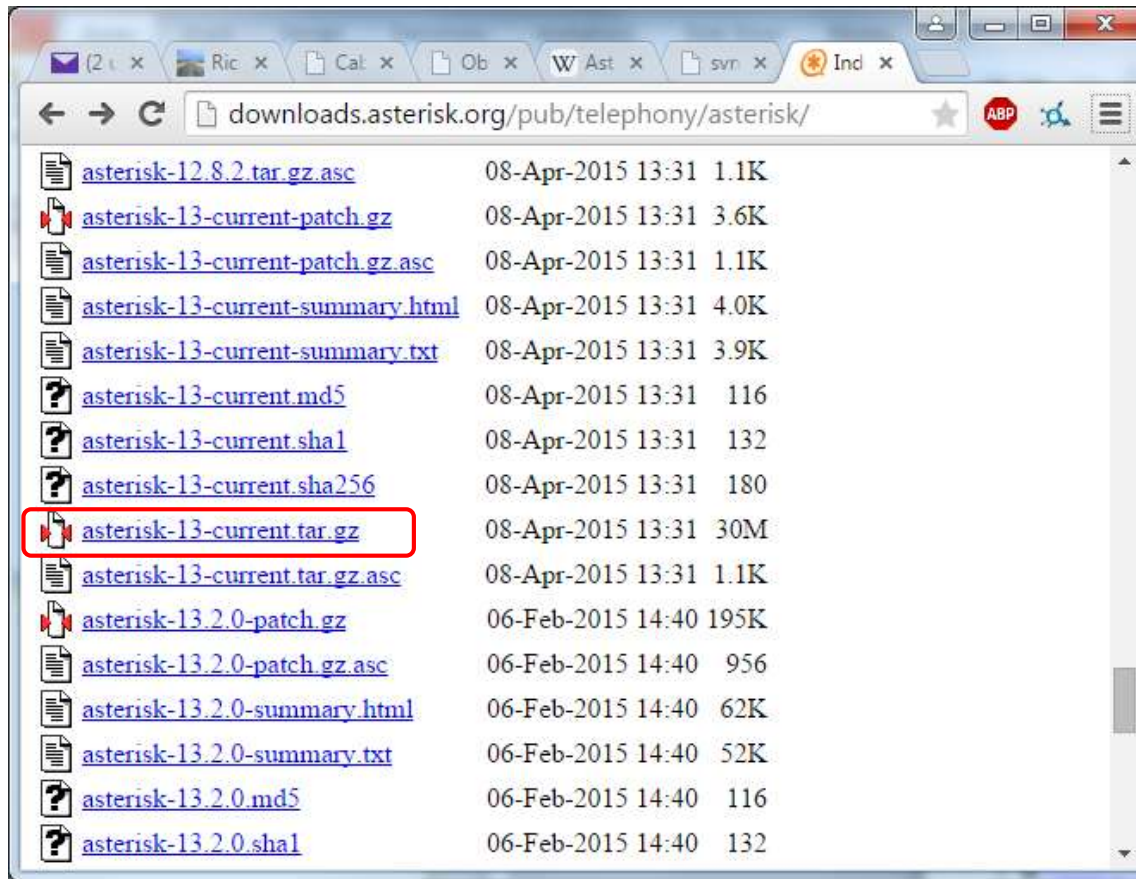 (2 Ric Cal Ob W Ast svn Ind
downloads.asterisk.org/pub/telephony/asterisk/ ABP
asterisk-12.8.2.tar.gz.asc 08-Apr-2015 13:31 1.1K
asterisk-13-current-patch.gz 08-Apr-2015 13:31 3.6K
asterisk-13-current-patch.gz.asc 08-Apr-2015 13:31 1.1K
asterisk-13-current-summary.html 08-Apr-2015 13:31 4.0K
asterisk-13-current-summary.txt 08-Apr-2015 13:31 3.9K
asterisk-13-current.md5 08-Apr-2015 13:31 116
asterisk-13-current.sha1 08-Apr-2015 13:31 132
asterisk-13-current.sha256 08-Apr-2015 13:31 180
asterisk-13-current.tar.gz 08-Apr-2015 13:31 30M
asterisk-13-current.tar.gz.asc 08-Apr-2015 13:31 1.1K
asterisk-13.2.0-patch.gz 06-Feb-2015 14:40 195K
asterisk-13.2.0-patch.gz.asc 06-Feb-2015 14:40 956
asterisk-13.2.0-summary.html 06-Feb-2015 14:40 62K
asterisk-13.2.0-summary.txt 06-Feb-2015 14:40 52K
asterisk-13.2.0.md5 06-Feb-2015 14:40 116
asterisk-13.2.0.sha1 06-Feb-2015 14:40 132